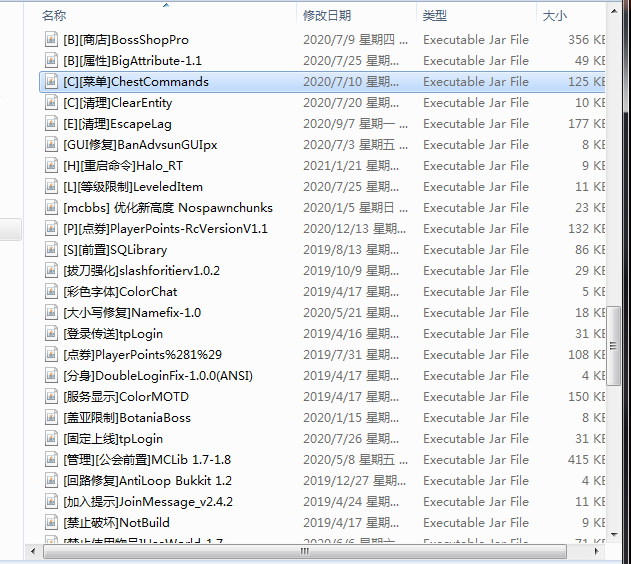 名称 修改日期 类型 大小
[B][商店]BossShopPro 2020/7/9 星期四 ... Executable Jar File 356 KB
[B][属性]BigAttribute-1.1 2020/7/25 星期... Executable Jar File 49 KB
[C][菜单]ChestCommands 2020/7/10 星期... Executable Jar File 125 KB
[C][清理]ClearEntity 2020/7/20 星期... Executable Jar File 10 KB
[E][清理]EscapeLag 2020/9/7 星期一 ... Executable Jar File 177 KB
[GUI修复]BanAdvsunGUIpx 2020/7/3 星期五 ... Executable Jar File 8 KB
[H][重启命令]Halo_RT 2021/1/21 星期... Executable Jar File 9 KB
[L][等级限制]LeveledItem 2020/7/25 星期... Executable Jar File 11 KB
[mcbbs] 优化新高度 Nospawnchunks 2020/1/5 星期日 ... Executable Jar File 23 KB
[P][点券]PlayerPoints-RcVersionV1.1 2020/12/13 星期... Executable Jar File 132 KB
[S][前置]SQLibrary 2019/8/13 星期... Executable Jar File 86 KB
[拔刀强化]slashforitierv1.0.2 2019/10/9 星期... Executable Jar File 29 KB
[彩色字体]ColorChat 2019/4/17 星期... Executable Jar File 5 KB
[大小写修复]Namefix-1.0 2020/5/21 星期... Executable Jar File 18 KB
[登录传送]tpLogin 2019/4/16 星期... Executable Jar File 31 KB
[点券]PlayerPoints%281%29 2019/7/31 星期... Executable Jar File 108 KB
[分身]DoubleLoginFix-1.0.0(ANSI) 2019/4/17 星期... Executable Jar File 4 KB
[服务显示]ColorMOTD 2019/4/17 星期... Executable Jar File 150 KB
[盖亚限制]BotaniaBoss 2020/1/15 星期... Executable Jar File 8 KB
[固定上线]tpLogin 2020/7/26 星期... Executable Jar File 31 KB
[管理][公会前置]MCLib 1.7-1.8 2020/5/8 星期五 ... Executable Jar File 415 KB
[回路修复]AntiLoop Bukkit 1.2 2019/12/27 星期... Executable Jar File 4 KB
[加入提示]JoinMessage_v2.4.2 2019/4/24 星期... Executable Jar File 11 KB
[禁止破坏]NotBuild 2019/4/17 星期... Executable Jar File 9 KB